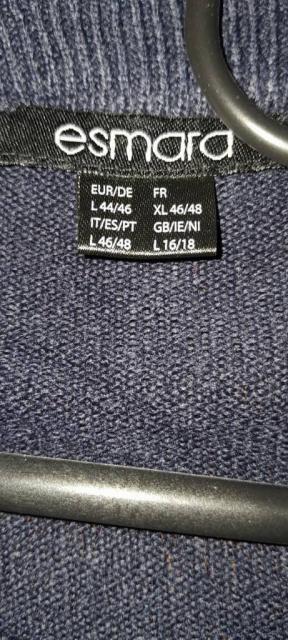 esmara
EUR/DE FR
L 44/46 XL 46/48
IT/ES/PT GB/IE/NI
L 46/48 L 16/18